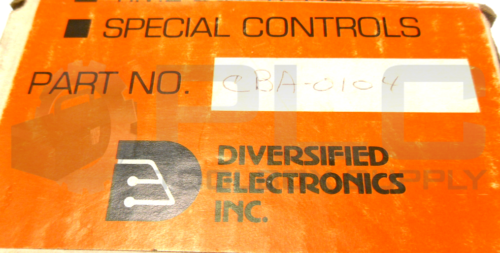 ■ SPECIAL CONTROLS
PART NO. CBA-0104
DIVERSIFIED
ELECTRONICS
INC.